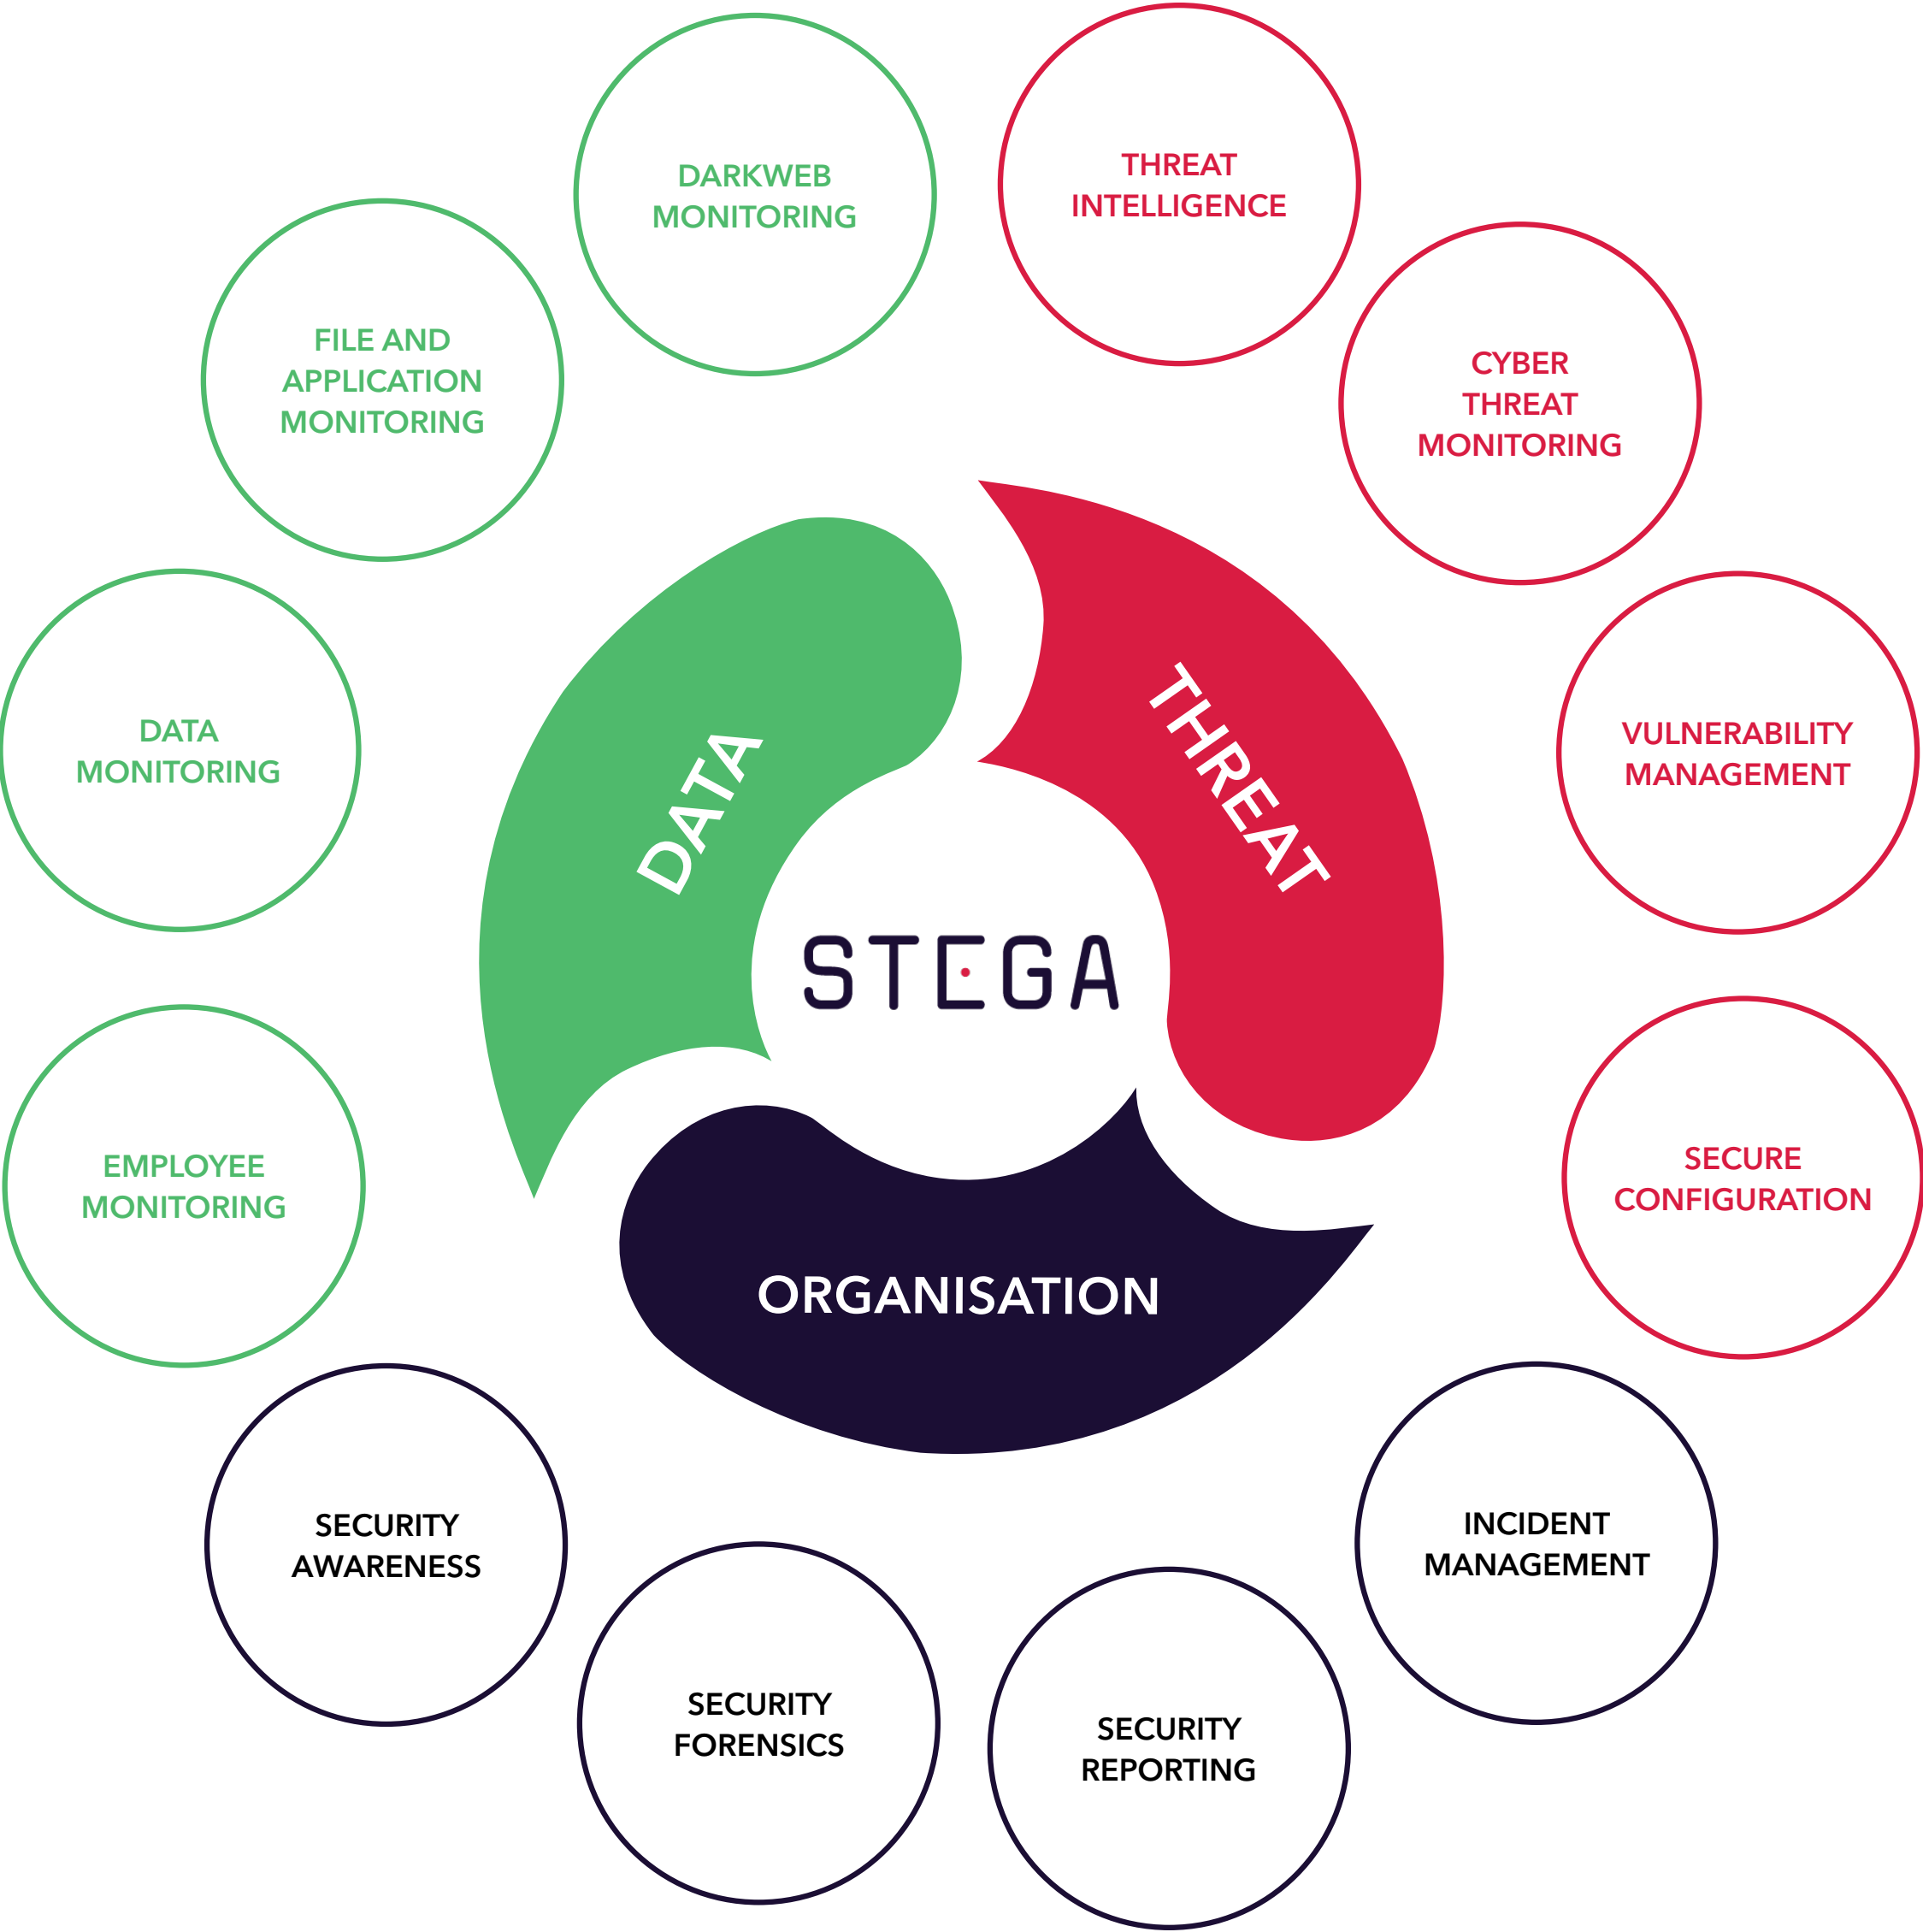 DARKWEB
MONITORING
THREAT
INTELLIGENCE
FILE AND
APPLICATION
MONITORING
CYBER
THREAT
MONITORING
DATA
MONITORING
VULNERABILITY
MANAGEMENT
DATA
THREAT
STEGA
EMPLOYEE
MONITORING
SECURE
CONFIGURATION
ORGANISATION
SECURITY
AWARENESS
INCIDENT
MANAGEMENT
SECURITY
FORENSICS
SECURITY
REPORTING